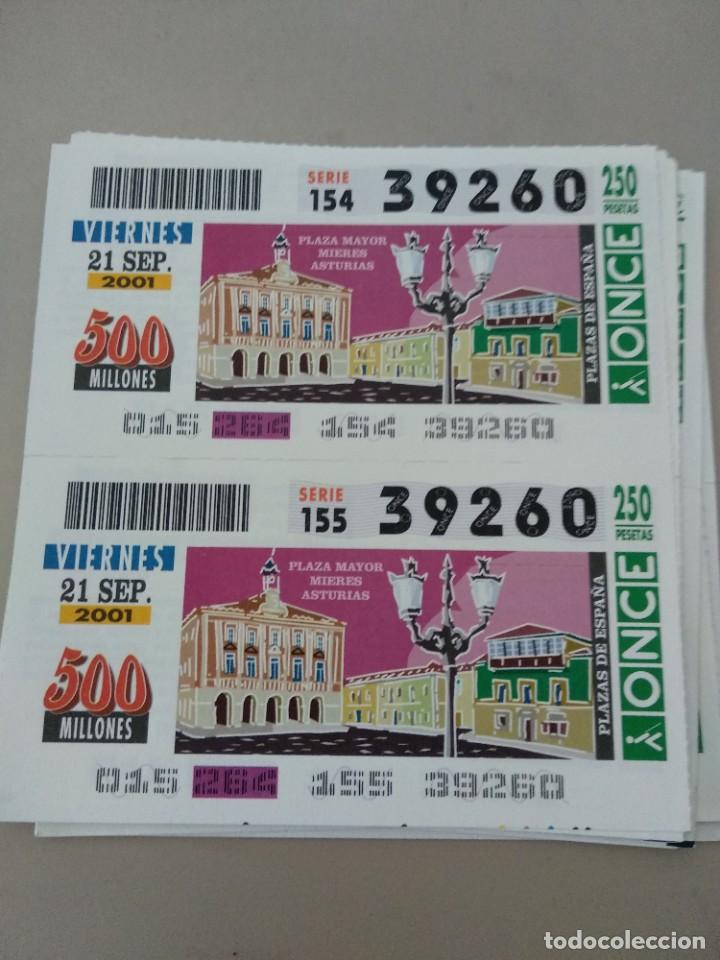 SERIE
154
39260
250
PESETAS
VIERNES
21 SEP.
2001
500
MILLONES
PLAZA MAYOR
MIERES
ASTURIAS
PLAZAS DE ESPAÑA
ONCE
015 264 154 39260
SERIE
155
39260
250
PESETAS
VIERNES
21 SEP.
2001
500
MILLONES
PLAZA MAYOR
MIERES
ASTURIAS
PLAZAS DE ESPAÑA
ONCE
015 264 155 39260
todocoleccion